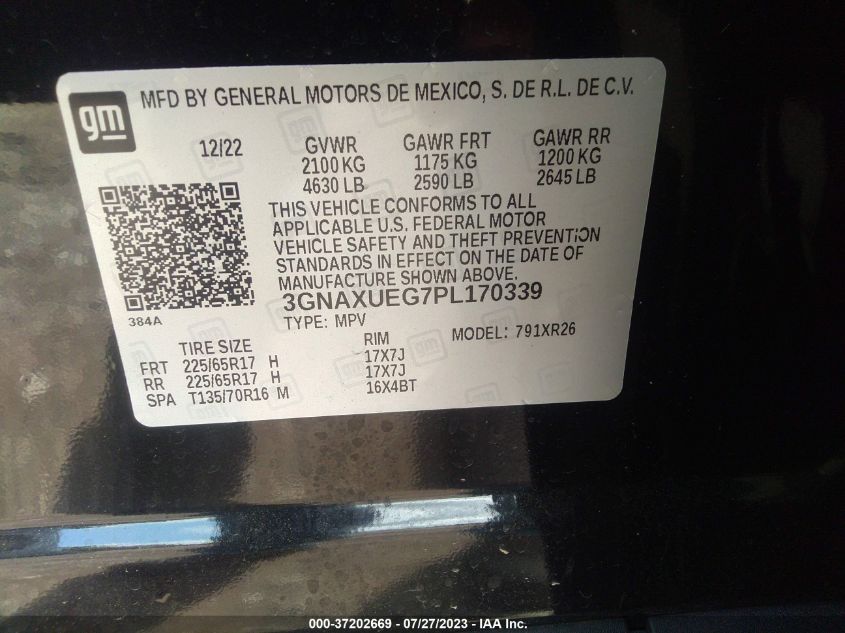 gm
MFD BY GENERAL MOTORS DE MEXICO, S. DE R.L. DE C.V.
12/22 GVWR GAWR FRT GAWR RR
2100 KG 1175 KG 1200 KG
4630 LB 2590 LB 2645 LB
THIS VEHICLE CONFORMS TO ALL
APPLICABLE U.S. FEDERAL MOTOR
VEHICLE SAFETY AND THEFT PREVENTION
STANDARDS IN EFFECT ON THE DATE OF
MANUFACTURE SHOWN ABOVE.
3GNAXUEG7PL170339
384A
TYPE: MPV MODEL: 791XR26
TIRE SIZE RIM
FRT 225/65R17 H 17X7J
RR 225/65R17 H 17X7J
SPA T135/70R16 M 16X4BT
000-37202669 - 07/27/2023 - IAA Inc.